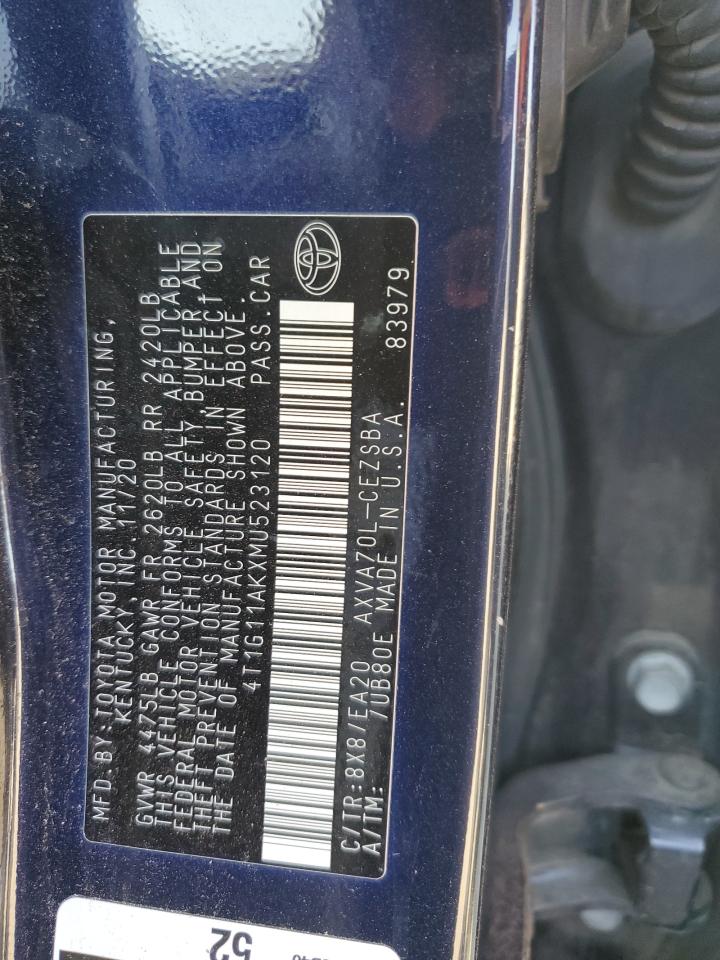 MFD. BY: TOYOTA MOTOR MANUFACTURING,
KENTUCKY, INC. 11/20
GVWR 4475LB GAWR FR 2620LB RR 2420LB
THIS VEHICLE CONFORMS TO ALL APPLICABLE
FEDERAL MOTOR VEHICLE SAFETY, BUMPER, AND
THEFT PREVENTION STANDARDS IN EFFECT ON
THE DATE OF MANUFACTURE SHOWN ABOVE.
4T1G11AKXMU523120 PASS. CAR
C/TR: 8X8/EA20 AXVA70L-CEZSBA
A/TM: 7UB80E MADE IN U.S.A. 83979
52